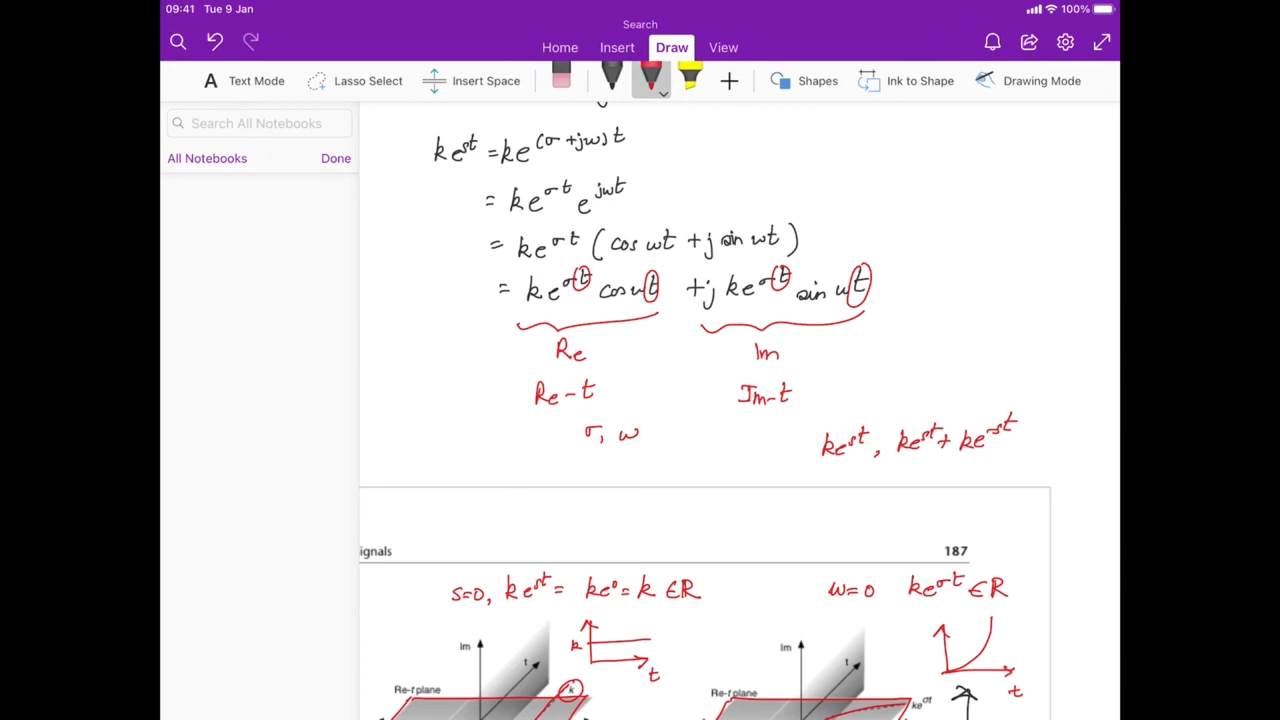 09:41 Tue 9 Jan
100%
Search
Home Insert Draw View
A Text Mode Lasso Select Insert Space Shapes Ink to Shape Drawing Mode
Search All Notebooks
All Notebooks Done
ke^{st} = ke^{(σ+jω)t}
= ke^{σt} e^{jωt}
= ke^{σt} (cos ωt + j sin ωt)
= ke^{σt} cos ωt + j ke^{σt} sin ωt
Re Im
Re-t Im-t
σ, ω
ke^{st}, ke^{st} + ke^{-st}
ignals 187
s=0, ke^{st} = ke^{0} = k ∈ R
ω=0 ke^{σt} ∈ R
Im k t
t
Re-t plane k
Im t
t
Re-t plane ke^{σt}